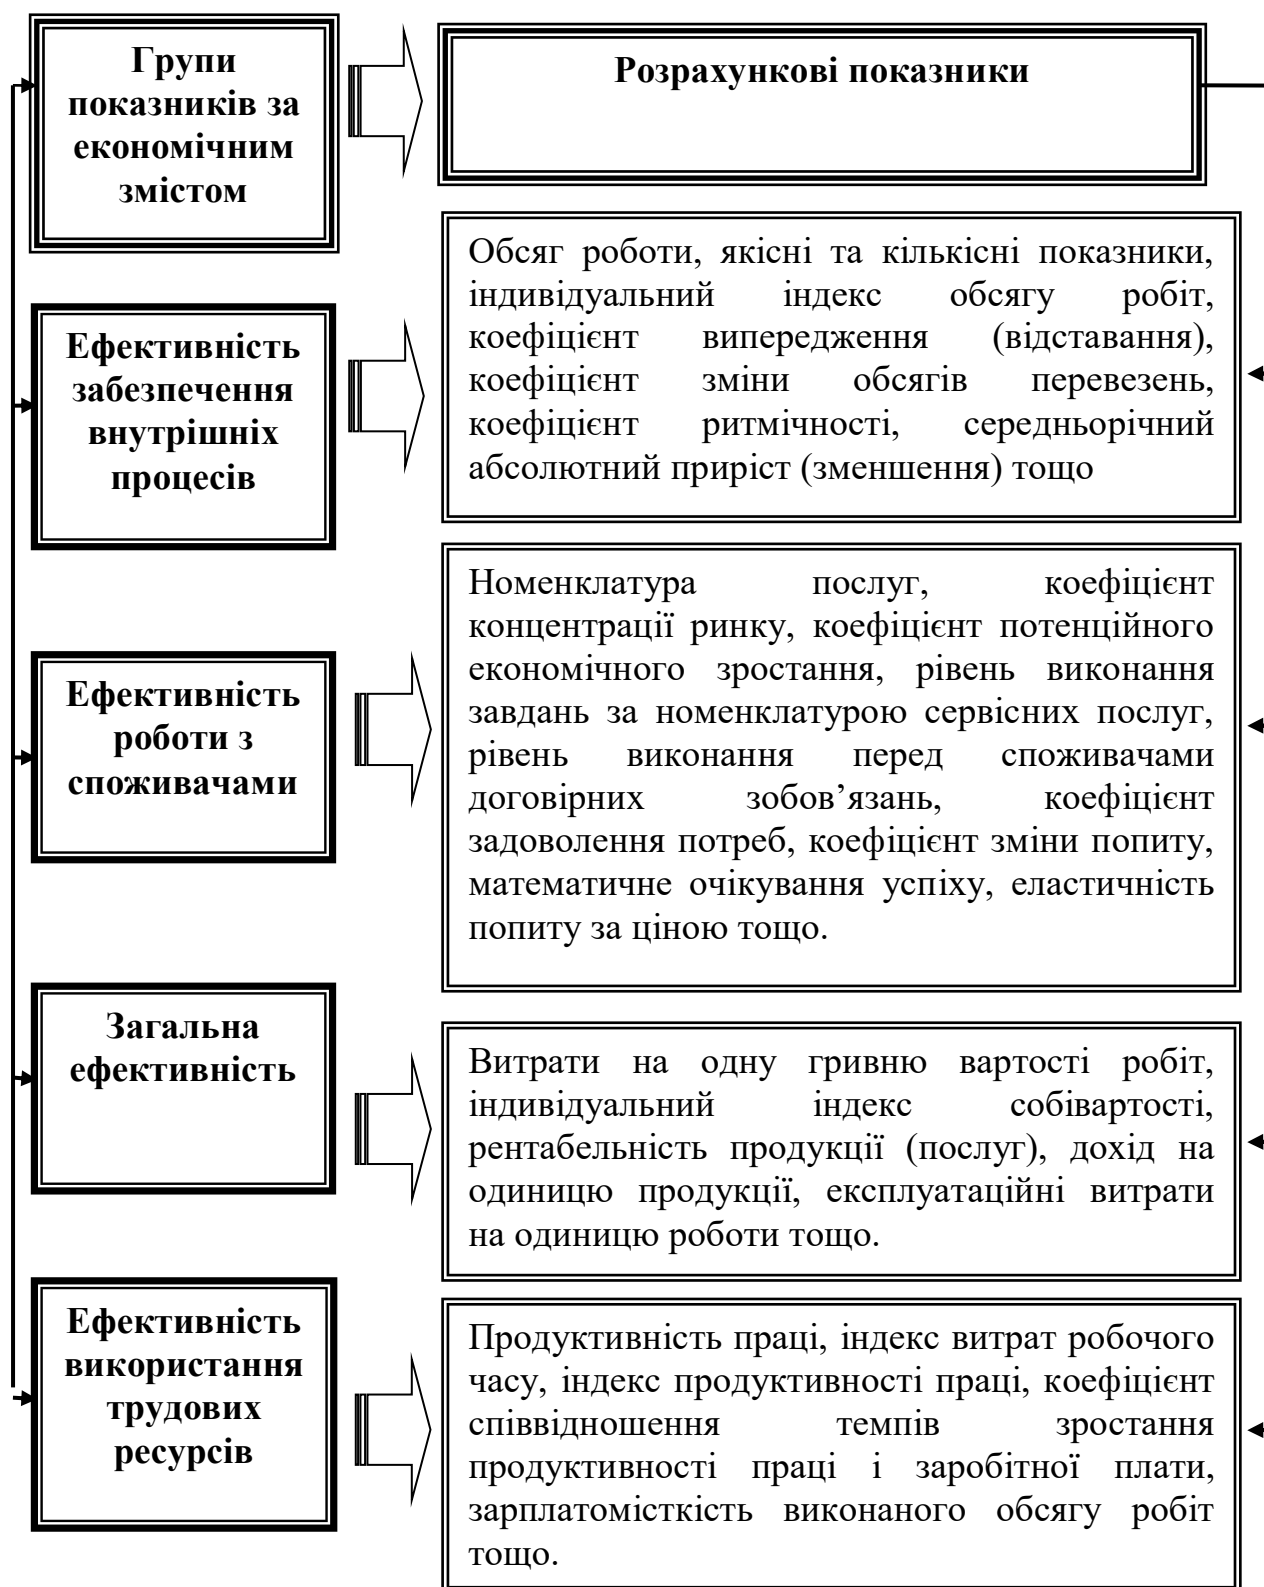 Групи
показників за
економічним
змістом
Розрахункові показники
Ефективність
забезпечення
внутрішніх
процесів
Обсяг роботи, якісні та кількісні показники,
індивідуальний індекс обсягу робіт,
коефіцієнт випередження (відставання),
коефіцієнт зміни обсягів перевезень,
коефіцієнт ритмічності, середньорічний
абсолютний приріст (зменшення) тощо
Ефективність
роботи з
споживачами
Номенклатура послуг, коефіцієнт
концентрації ринку, коефіцієнт потенційного
економічного зростання, рівень виконання
завдань за номенклатурою сервісних послуг,
рівень виконання перед споживачами
договірних зобов’язань, коефіцієнт
задоволення потреб, коефіцієнт зміни попиту,
математичне очікування успіху, еластичність
попиту за ціною тощо.
Загальна
ефективність
Витрати на одну гривню вартості робіт,
індивідуальний індекс собівартості,
рентабельність продукції (послуг), дохід на
одиницю продукції, експлуатаційні витрати
на одиницю роботи тощо.
Ефективність
використання
трудових
ресурсів
Продуктивність праці, індекс витрат робочого
часу, індекс продуктивності праці, коефіцієнт
співвідношення темпів зростання
продуктивності праці і заробітної плати,
зарплатомісткість виконаного обсягу робіт
тощо.